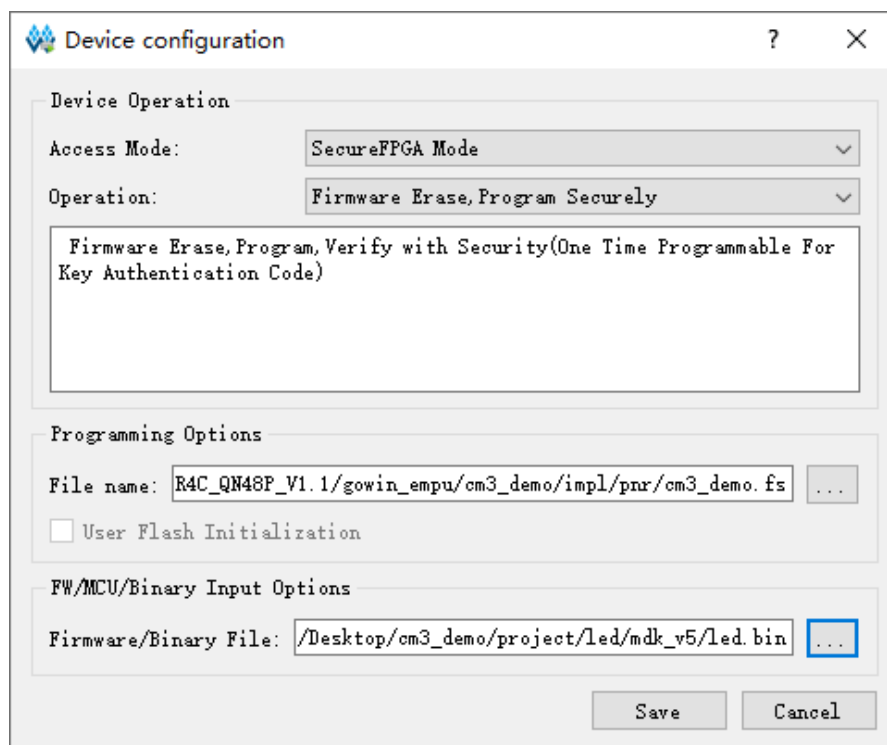 Device configuration
?
Device Operation
Access Mode:
SecureFPGA Mode
Operation:
Firmware Erase,Program Securely
Firmware Erase,Program,Verify with Security(One Time Programmable For
Key Authentication Code)
Programming Options
File name:
R4C_QN48P_V1.1/gowin_empu/cm3_demo/impl/pnr/cm3_demo.fs
...
User Flash Initialization
FW/MCU/Binary Input Options
Firmware/Binary File:
/Desktop/cm3_demo/project/led/mdk_v5/led.bin
...
Save
Cancel